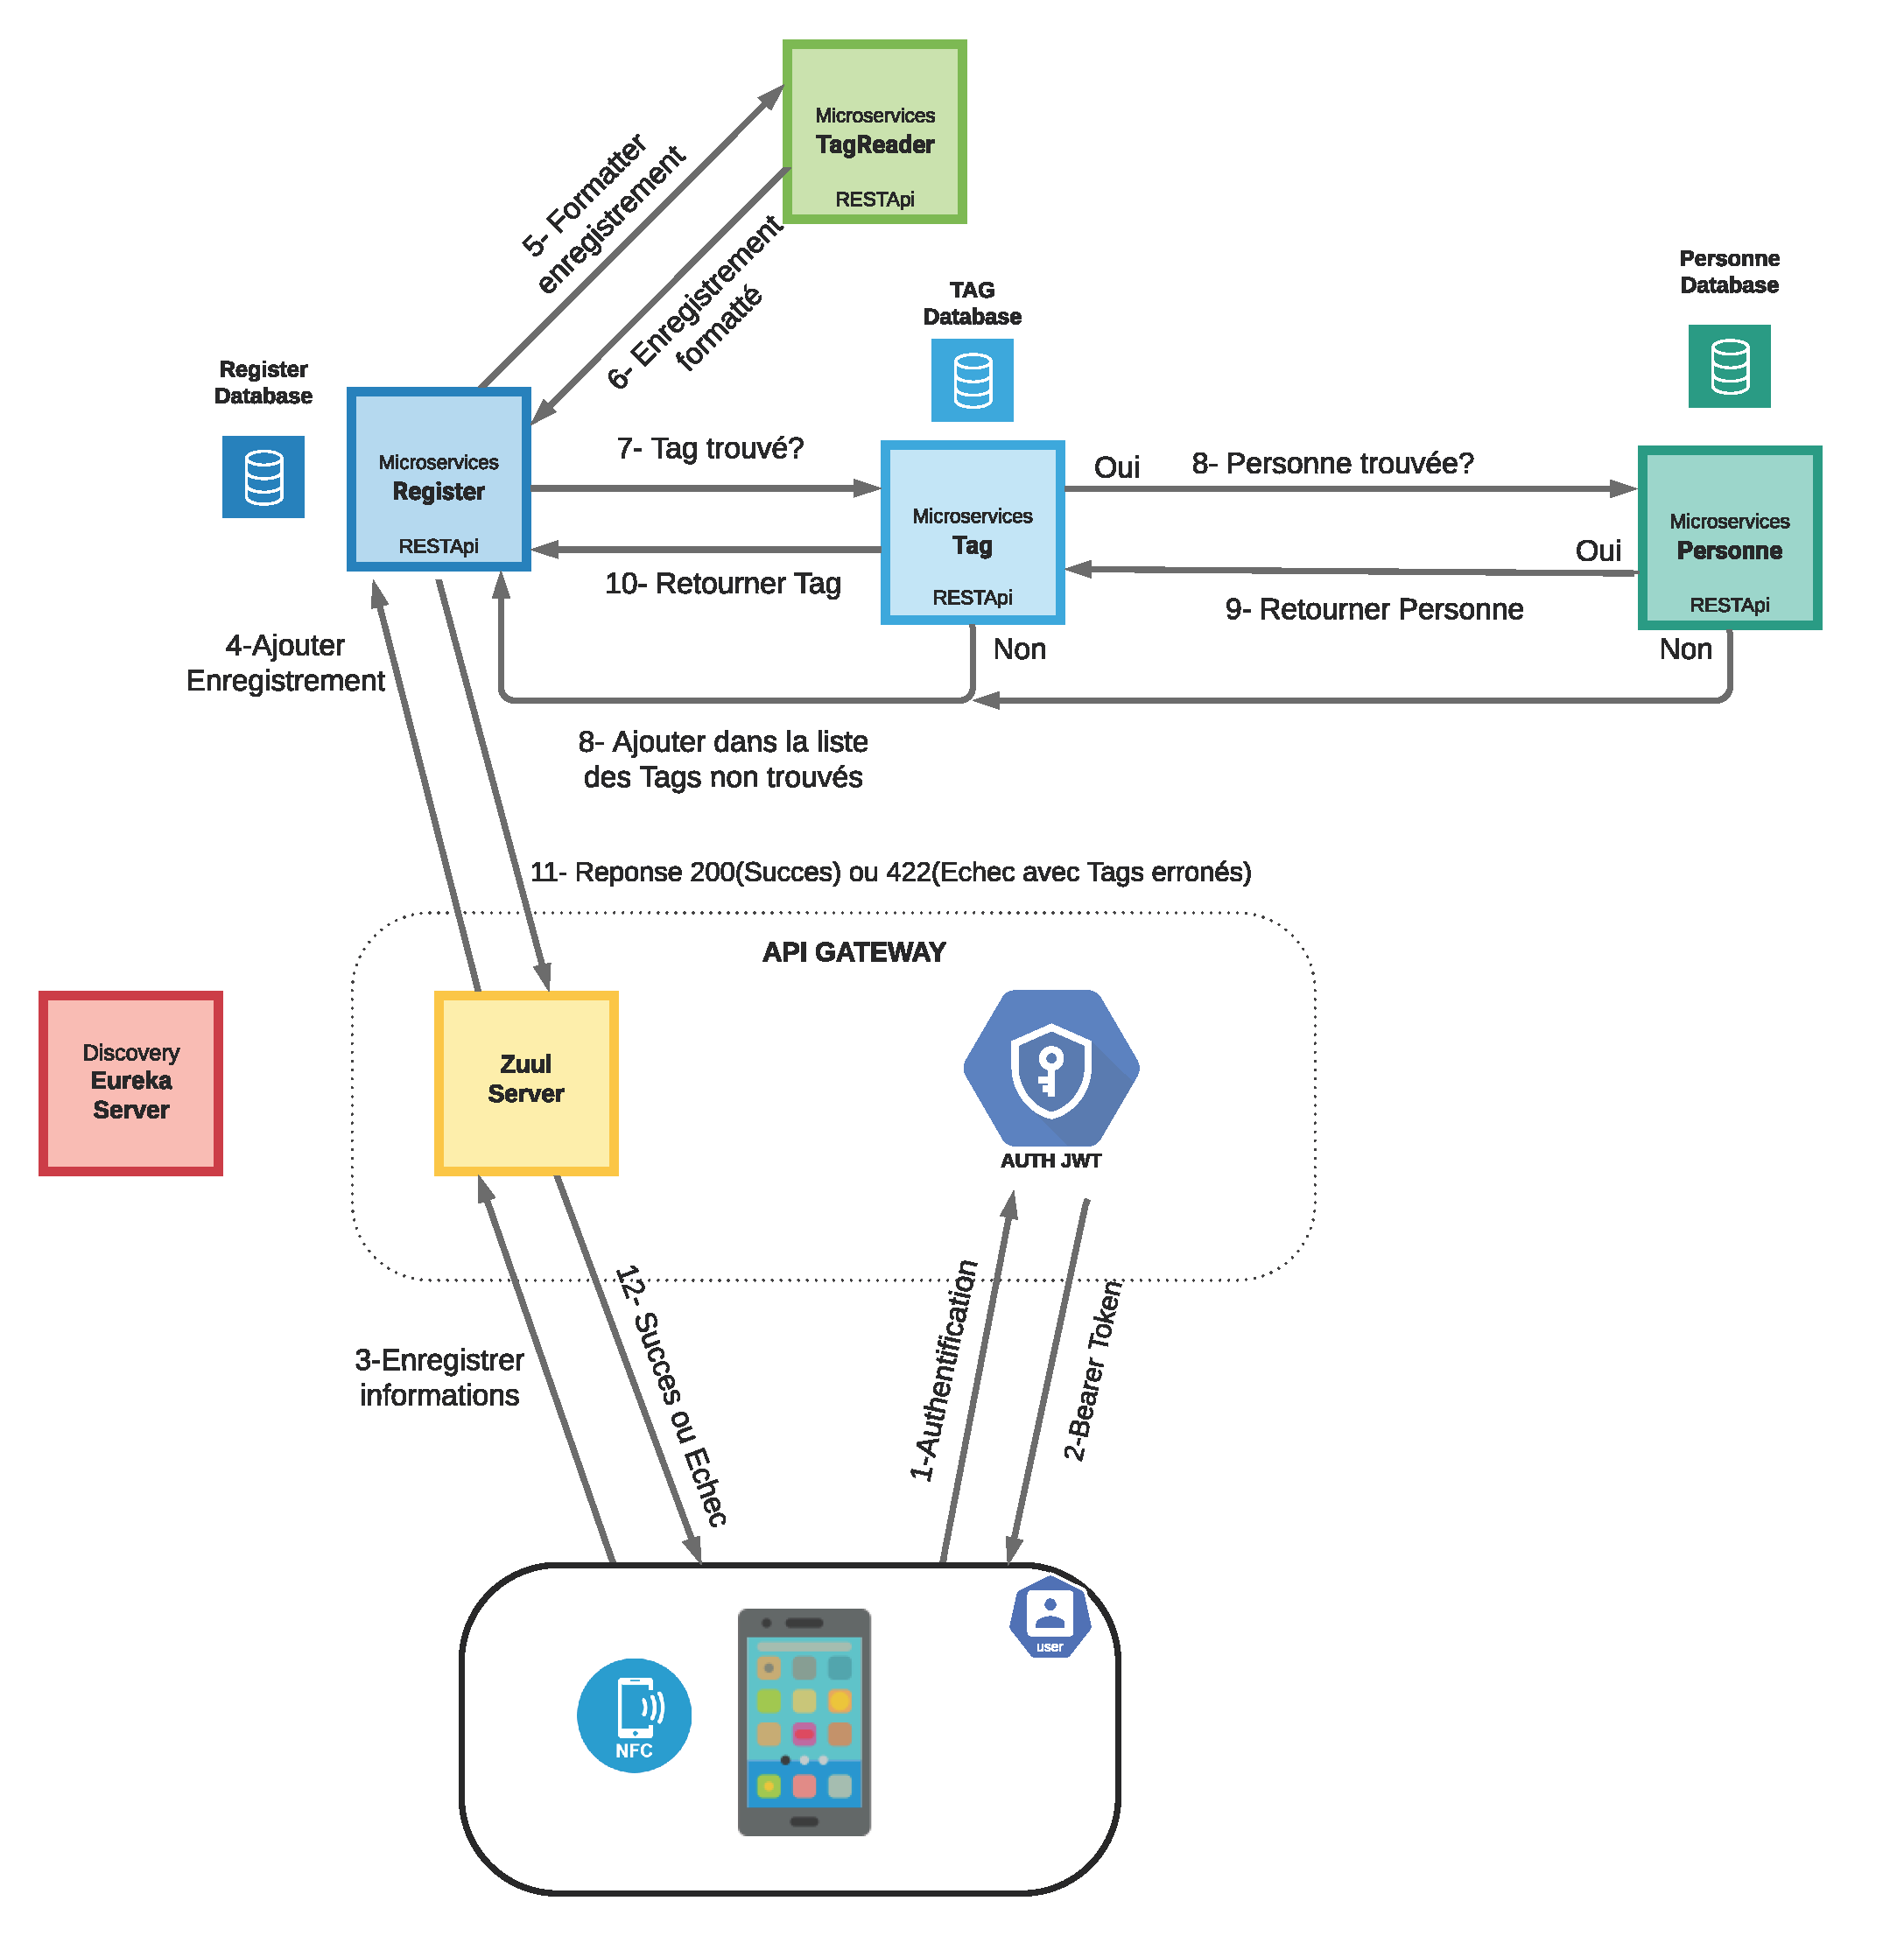 Microservices
TagReader
RESTApi
5- Formatter
enregistrement
6- Enregistrement
formatté
Personne
Database
TAG
Database
Register
Database
Microservices
Register
RESTApi
7- Tag trouvé?
10- Retourner Tag
Microservices
Tag
RESTApi
Oui
8- Personne trouvée?
Oui
9- Retourner Personne
Microservices
Personne
RESTApi
Non
Non
4-Ajouter
Enregistrement
8- Ajouter dans la liste
des Tags non trouvés
11- Reponse 200(Succes) ou 422(Echec avec Tags erronés)
API GATEWAY
Discovery
Eureka
Server
Zuul
Server
AUTH JWT
3-Enregistrer
informations
12- Succes ou Echec
1-Authentification
2-Bearer Token
user
NFC